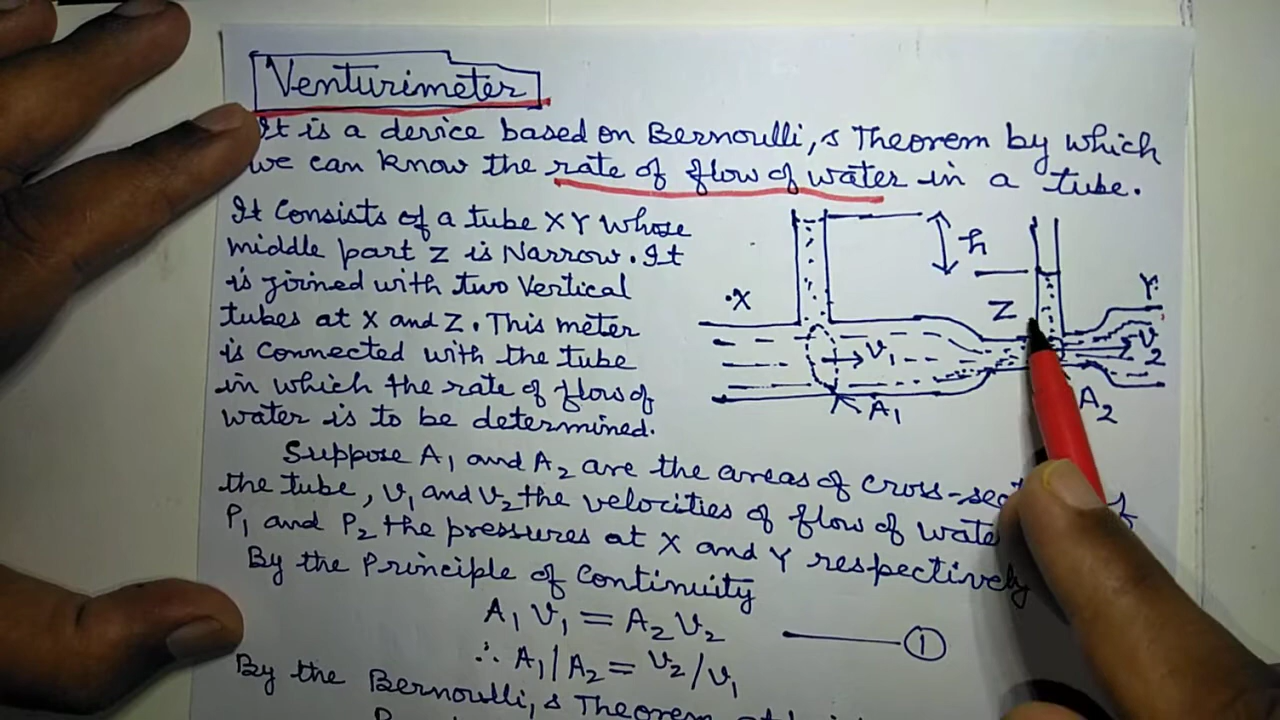 Venturimeter
It is a device based on Bernoulli,s Theorem by which
we can know the rate of flow of water in a tube.
It Consists of a tube XY whose
middle part Z is Narrow. It
is joined with two Vertical
tubes at X and Z. This meter
is connected with the tube
in which the rate of flow of
water is to be determined.
h
.X
Z
Y
V1
V2
A1
A2
Suppose A1 and A2 are the areas of cross-
the tube, V1 and V2 the velocities of flow of
P1 and P2 the pressures at X and Y respectively
By the Principle of Continuity
A1 V1 = A2 V2 ——— 1
∴ A1/A2 = V2/V1
By the Bernoulli,s Theorem